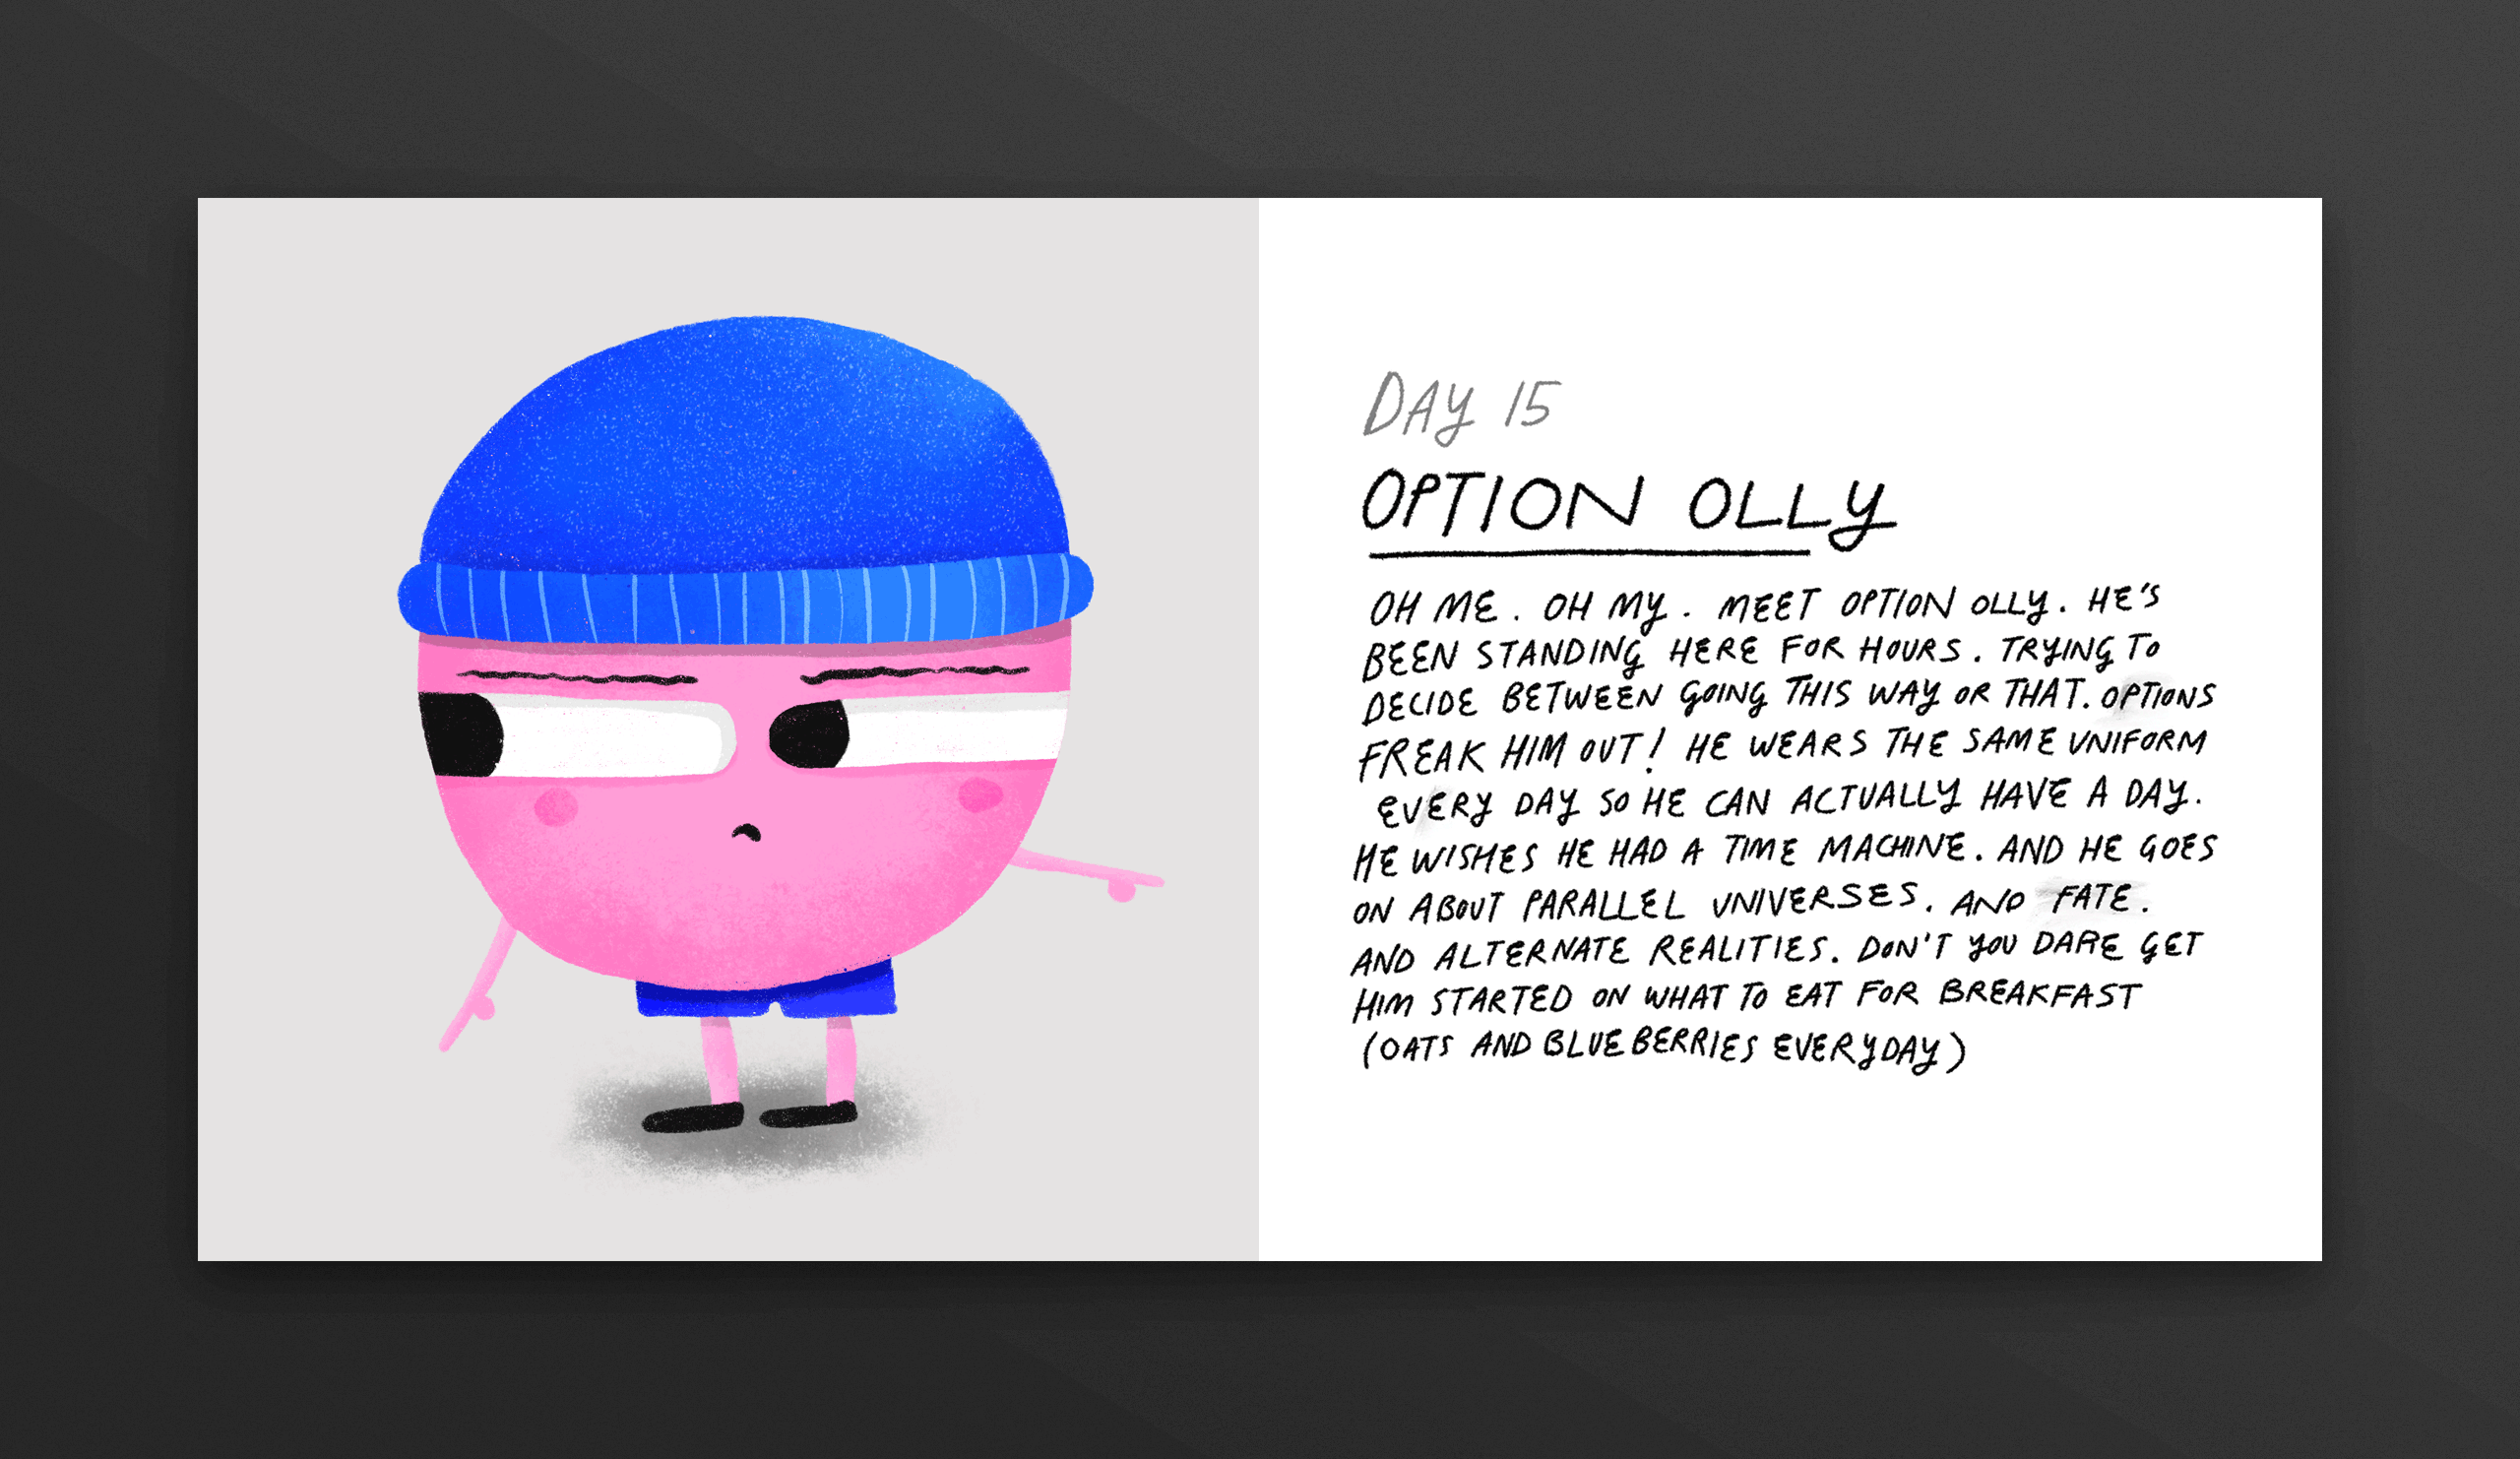 DAY 15
OPTION OLLY
OH ME. OH MY. MEET OPTION OLLY. HE'S
BEEN STANDING HERE FOR HOURS. TRYING TO
DECIDE BETWEEN GOING THIS WAY OR THAT. OPTIONS
FREAK HIM OUT! HE WEARS THE SAME UNIFORM
EVERY DAY SO HE CAN ACTUALLY HAVE A DAY.
HE WISHES HE HAD A TIME MACHINE. AND HE GOES
ON ABOUT PARALLEL UNIVERSES. AND FATE.
AND ALTERNATE REALITIES. DON'T YOU DARE GET
HIM STARTED ON WHAT TO EAT FOR BREAKFAST
(OATS AND BLUEBERRIES EVERYDAY)